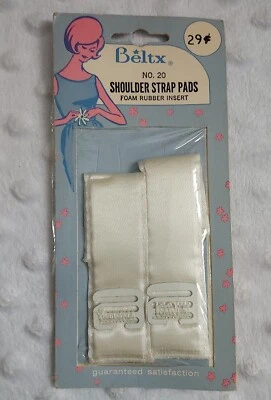 29¢
Beltx®
NO. 20
SHOULDER STRAP PADS
FOAM RUBBER INSERT
guaranteed satisfaction